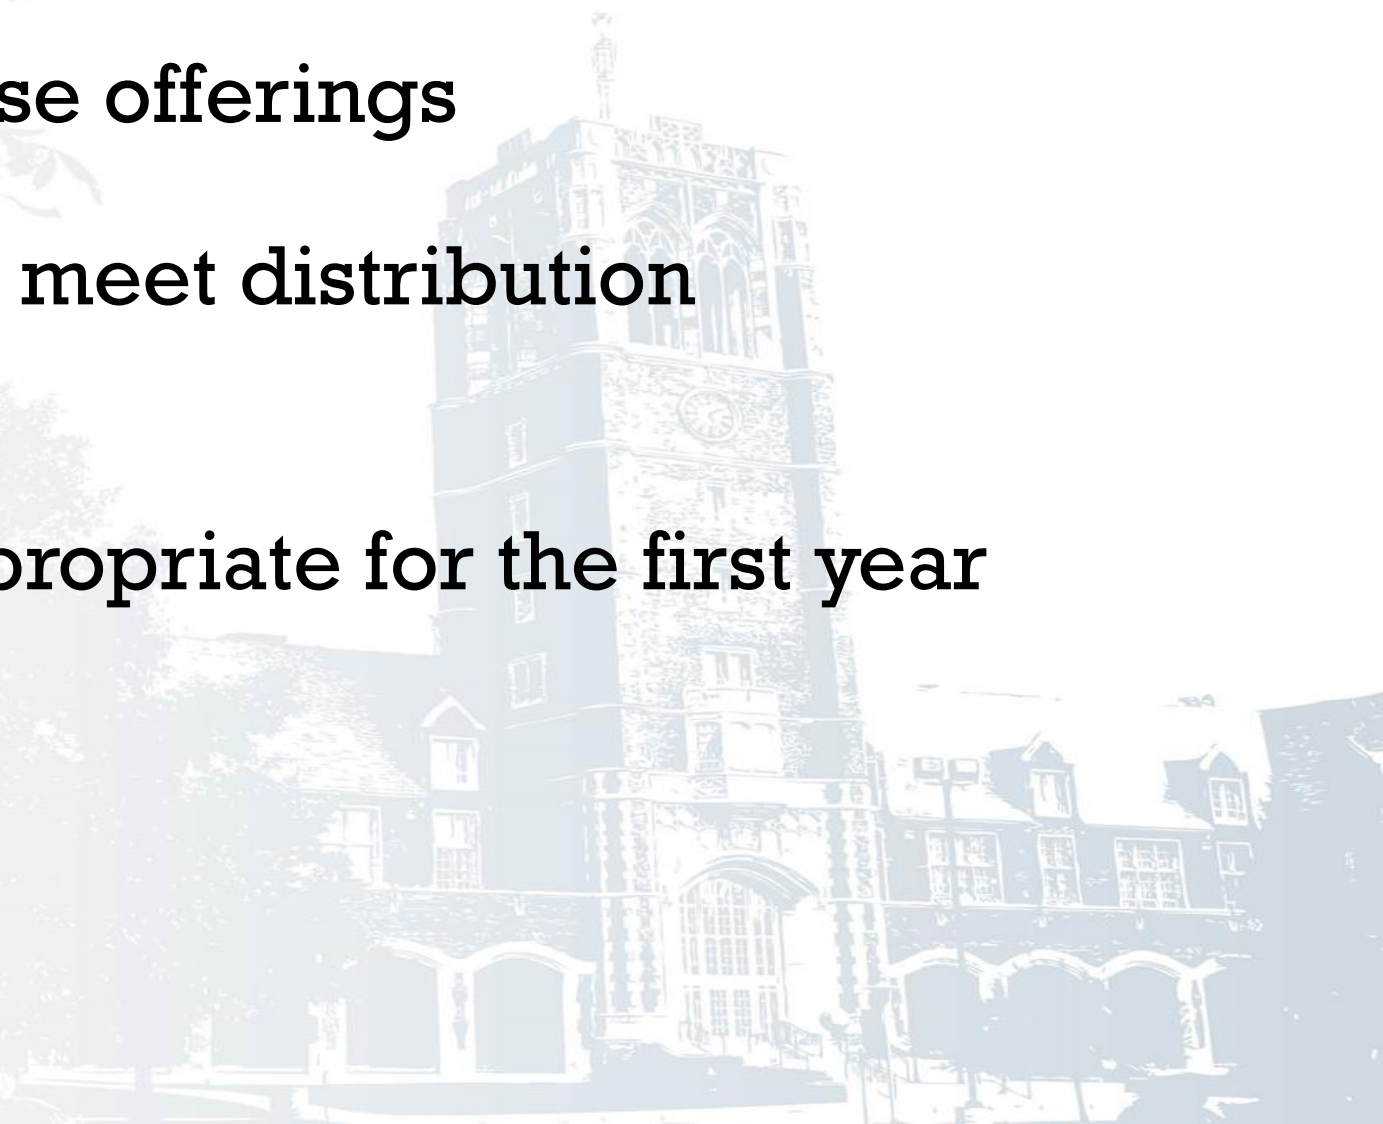 se offerings
meet distribution
propriate for the first year